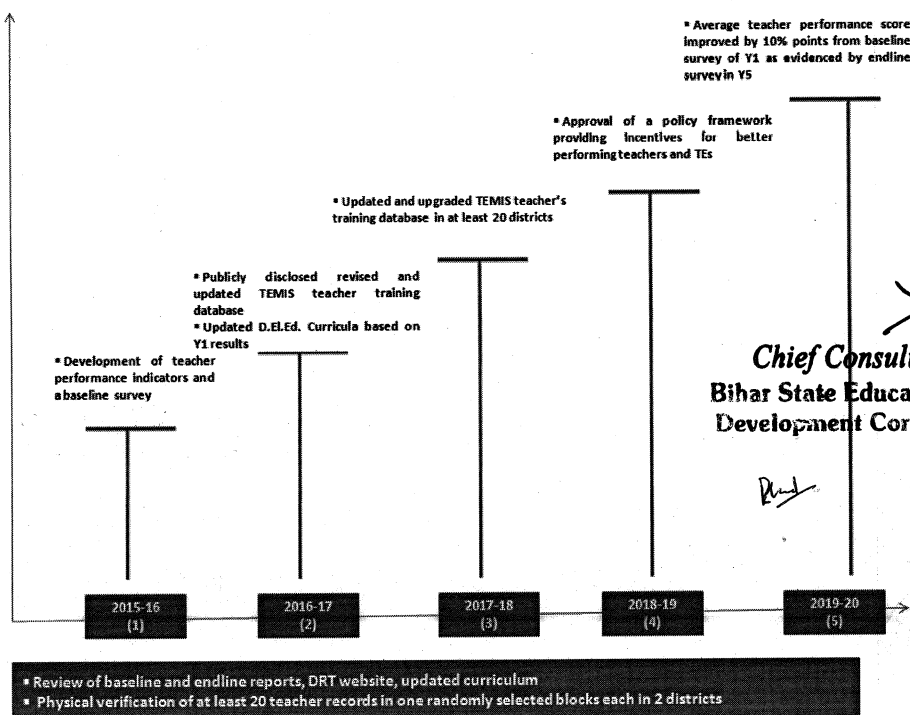 ▪ Average teacher performance score
improved by 10% points from baseline
survey of Y1 as evidenced by endline
survey in Y5
▪ Approval of a policy framework
providing incentives for better
performing teachers and TEs
▪ Updated and upgraded TEMIS teacher's
training database in at least 20 districts
▪ Publicly disclosed revised and
updated TEMIS teacher training
database
▪ Updated D.El.Ed. Curricula based on
Y1 results
▪ Development of teacher
performance indicators and
a baseline survey
Chief Consul
Bihar State Educa
Development Cor
2015-16
(1)
2016-17
(2)
2017-18
(3)
2018-19
(4)
2019-20
(5)
▪ Review of baseline and endline reports, DRT website, updated curriculum
▪ Physical verification of at least 20 teacher records in one randomly selected blocks each in 2 districts